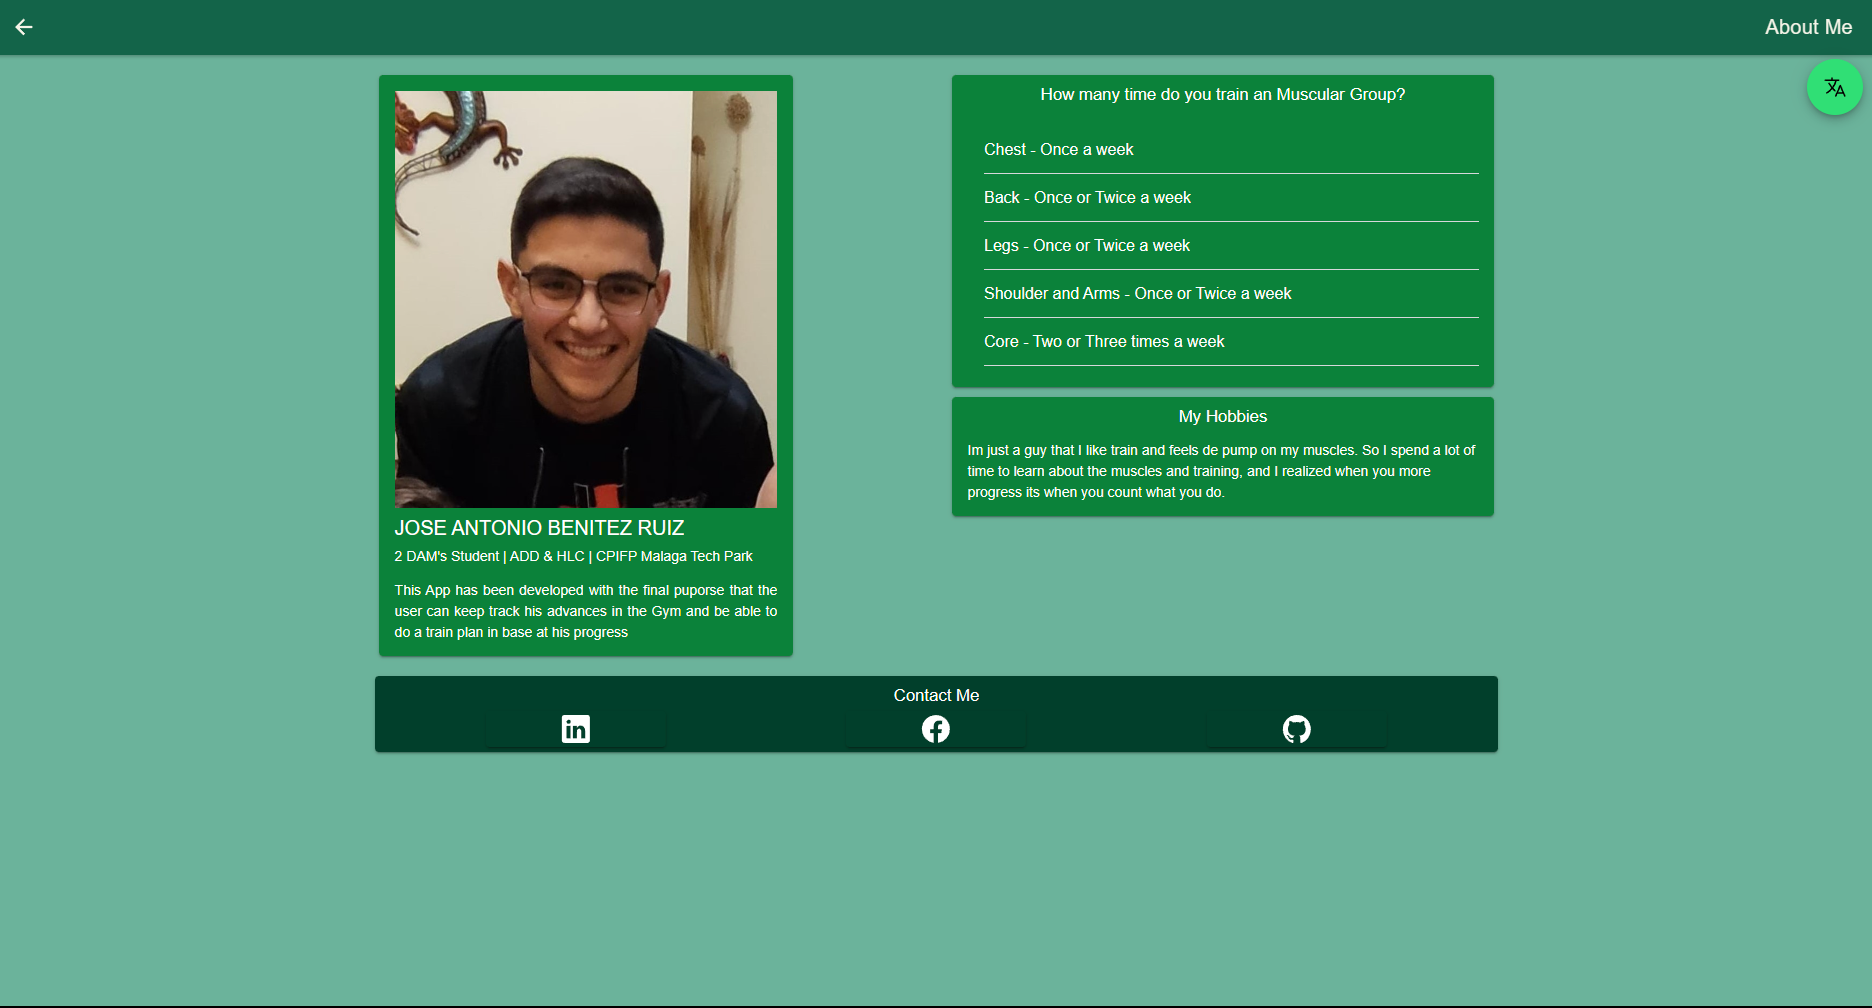 About Me
JOSE ANTONIO BENITEZ RUIZ
2 DAM's Student | ADD & HLC | CPIFP Malaga Tech Park
This App has been developed with the final puporse that the
user can keep track his advances in the Gym and be able to
do a train plan in base at his progress
How many time do you train an Muscular Group?
Chest - Once a week
Back - Once or Twice a week
Legs - Once or Twice a week
Shoulder and Arms - Once or Twice a week
Core - Two or Three times a week
My Hobbies
Im just a guy that I like train and feels de pump on my muscles. So I spend a lot of
time to learn about the muscles and training, and I realized when you more
progress its when you count what you do.
Contact Me
in